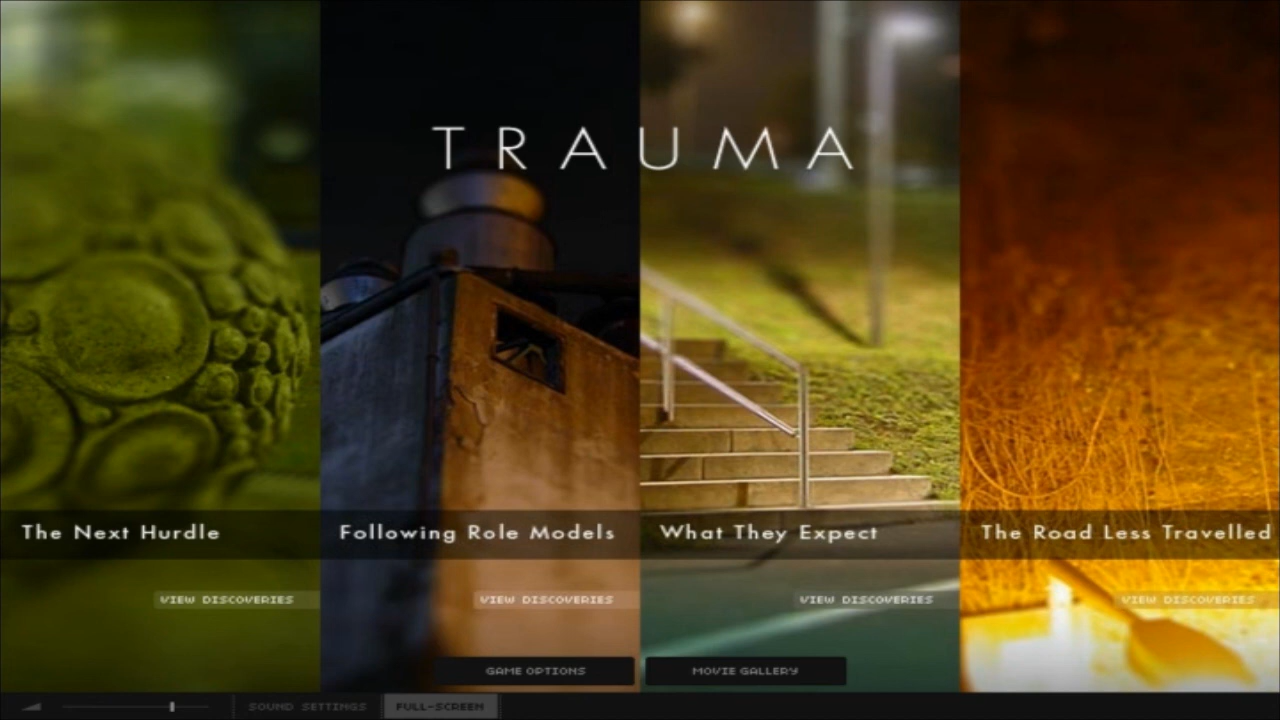 TRAUMA
The Next Hurdle
Following Role Models
What They Expect
The Road Less Travelled
VIEW DISCOVERIES
VIEW DISCOVERIES
VIEW DISCOVERIES
VIEW DISCOVERIES
GAME OPTIONS
MOVIE GALLERY
SOUND SETTINGS
FULL-SCREEN